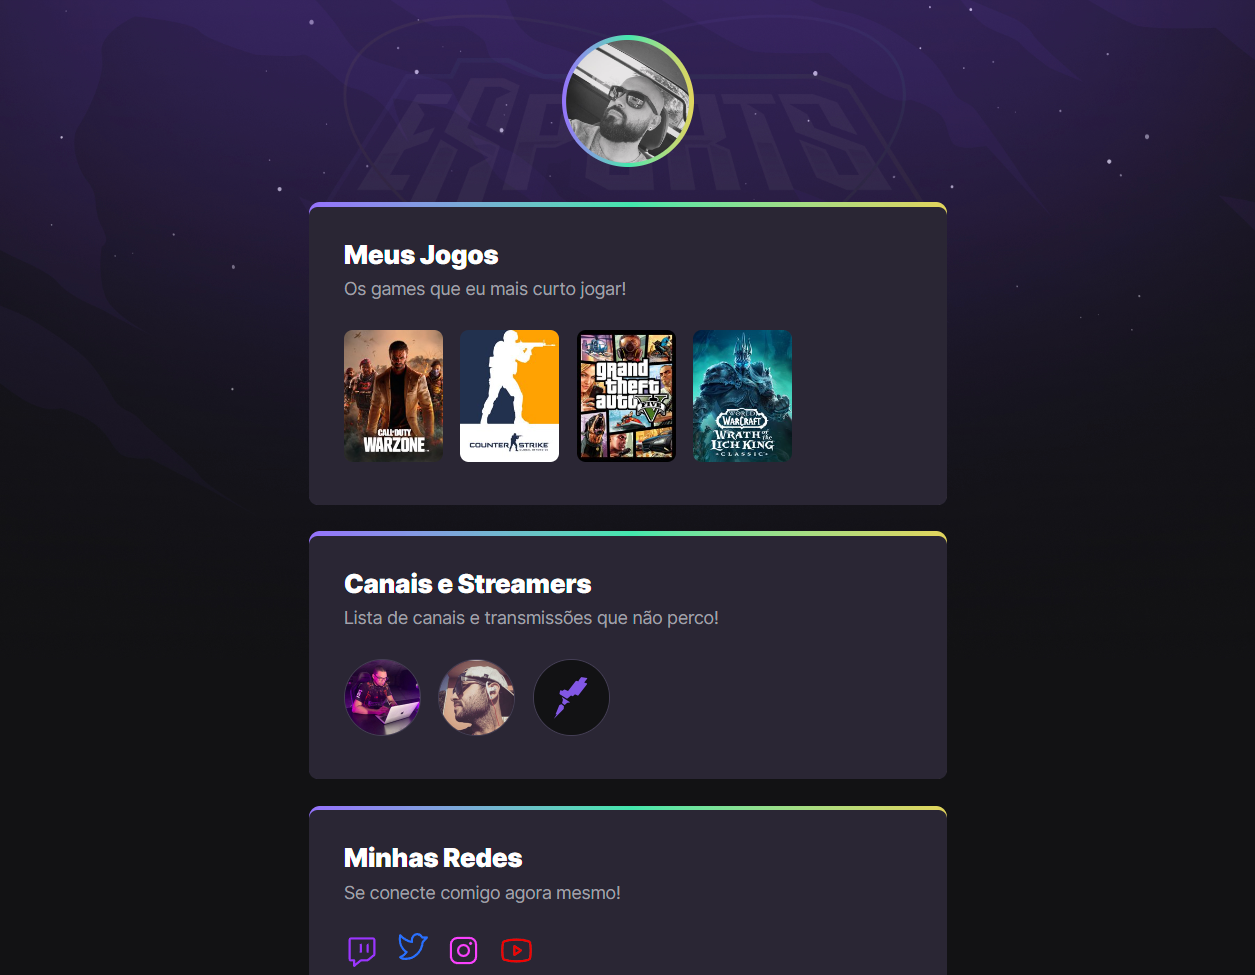 ESPORTS
Meus Jogos
Os games que eu mais curto jogar!
CALL OF DUTY
WARZONE
COUNTER STRIKE
grand
theft
auto
FIVE
WORLD
WARCRAFT
WRATH of the
LICH KING
CLASSIC
Canais e Streamers
Lista de canais e transmissões que não perco!
Minhas Redes
Se conecte comigo agora mesmo!